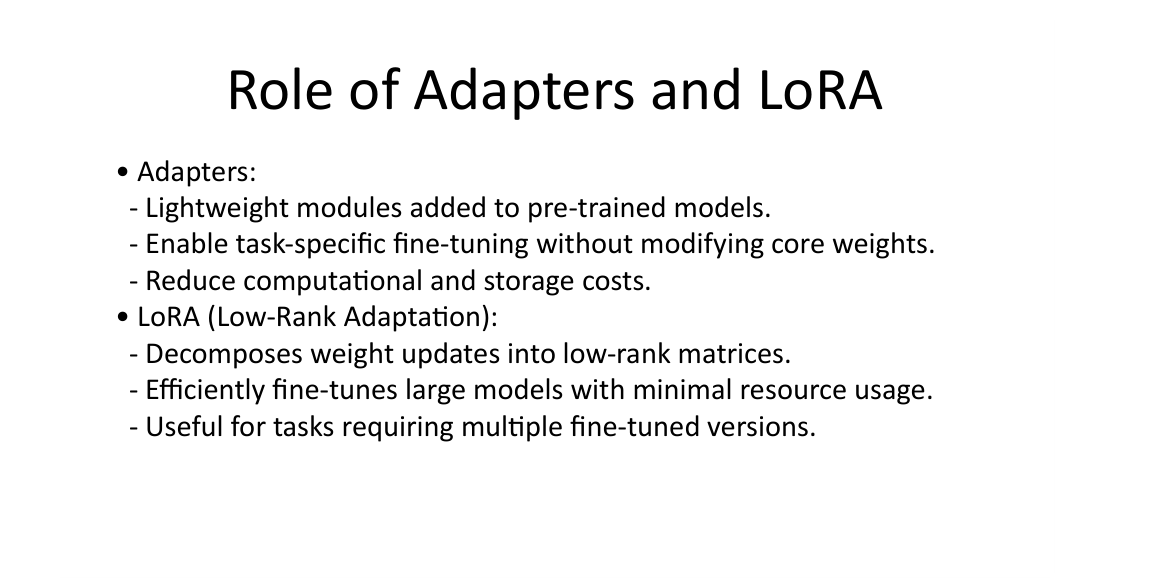 Role of Adapters and LoRA
• Adapters:
- Lightweight modules added to pre-trained models.
- Enable task-specific fine-tuning without modifying core weights.
- Reduce computational and storage costs.
• LoRA (Low-Rank Adaptation):
- Decomposes weight updates into low-rank matrices.
- Efficiently fine-tunes large models with minimal resource usage.
- Useful for tasks requiring multiple fine-tuned versions.